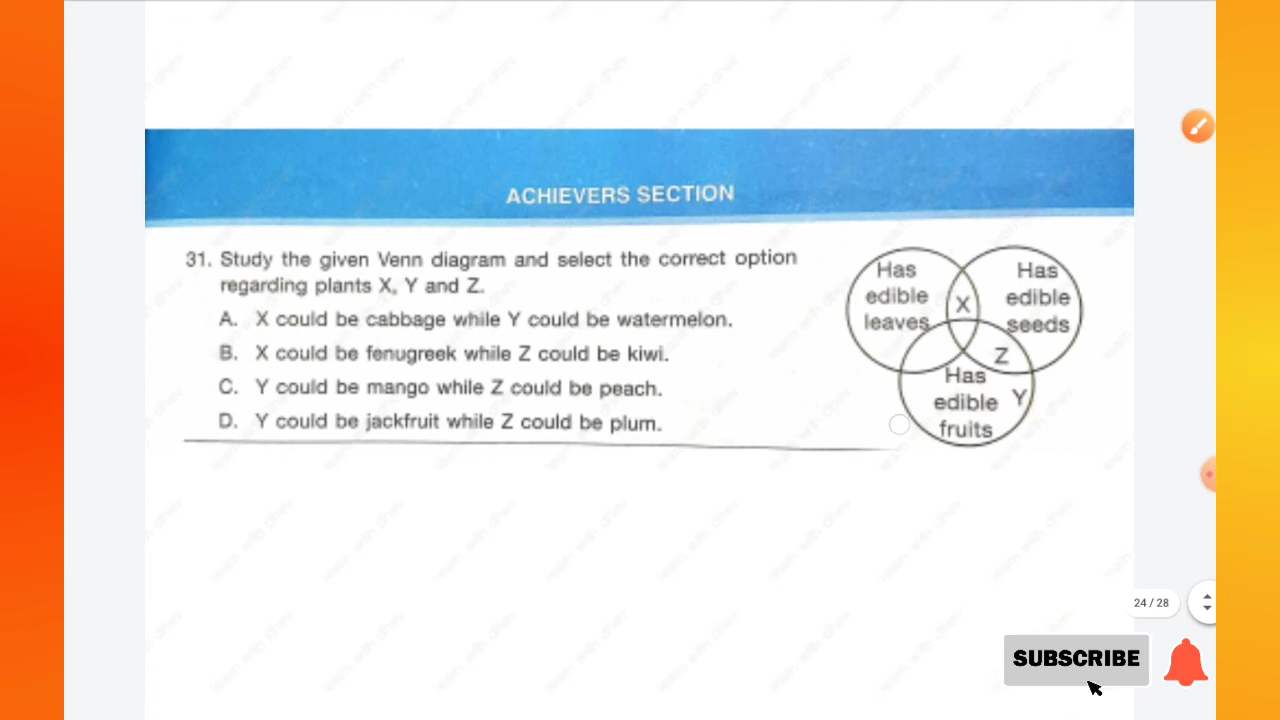 ACHIEVERS SECTION
31. Study the given Venn diagram and select the correct option
regarding plants X, Y and Z.
A. X could be cabbage while Y could be watermelon.
B. X could be fenugreek while Z could be kiwi.
C. Y could be mango while Z could be peach.
D. Y could be jackfruit while Z could be plum.
Has
edible
leaves
X
Has
edible
seeds
Z
Has
edible
fruits
Y
24 / 28
SUBSCRIBE